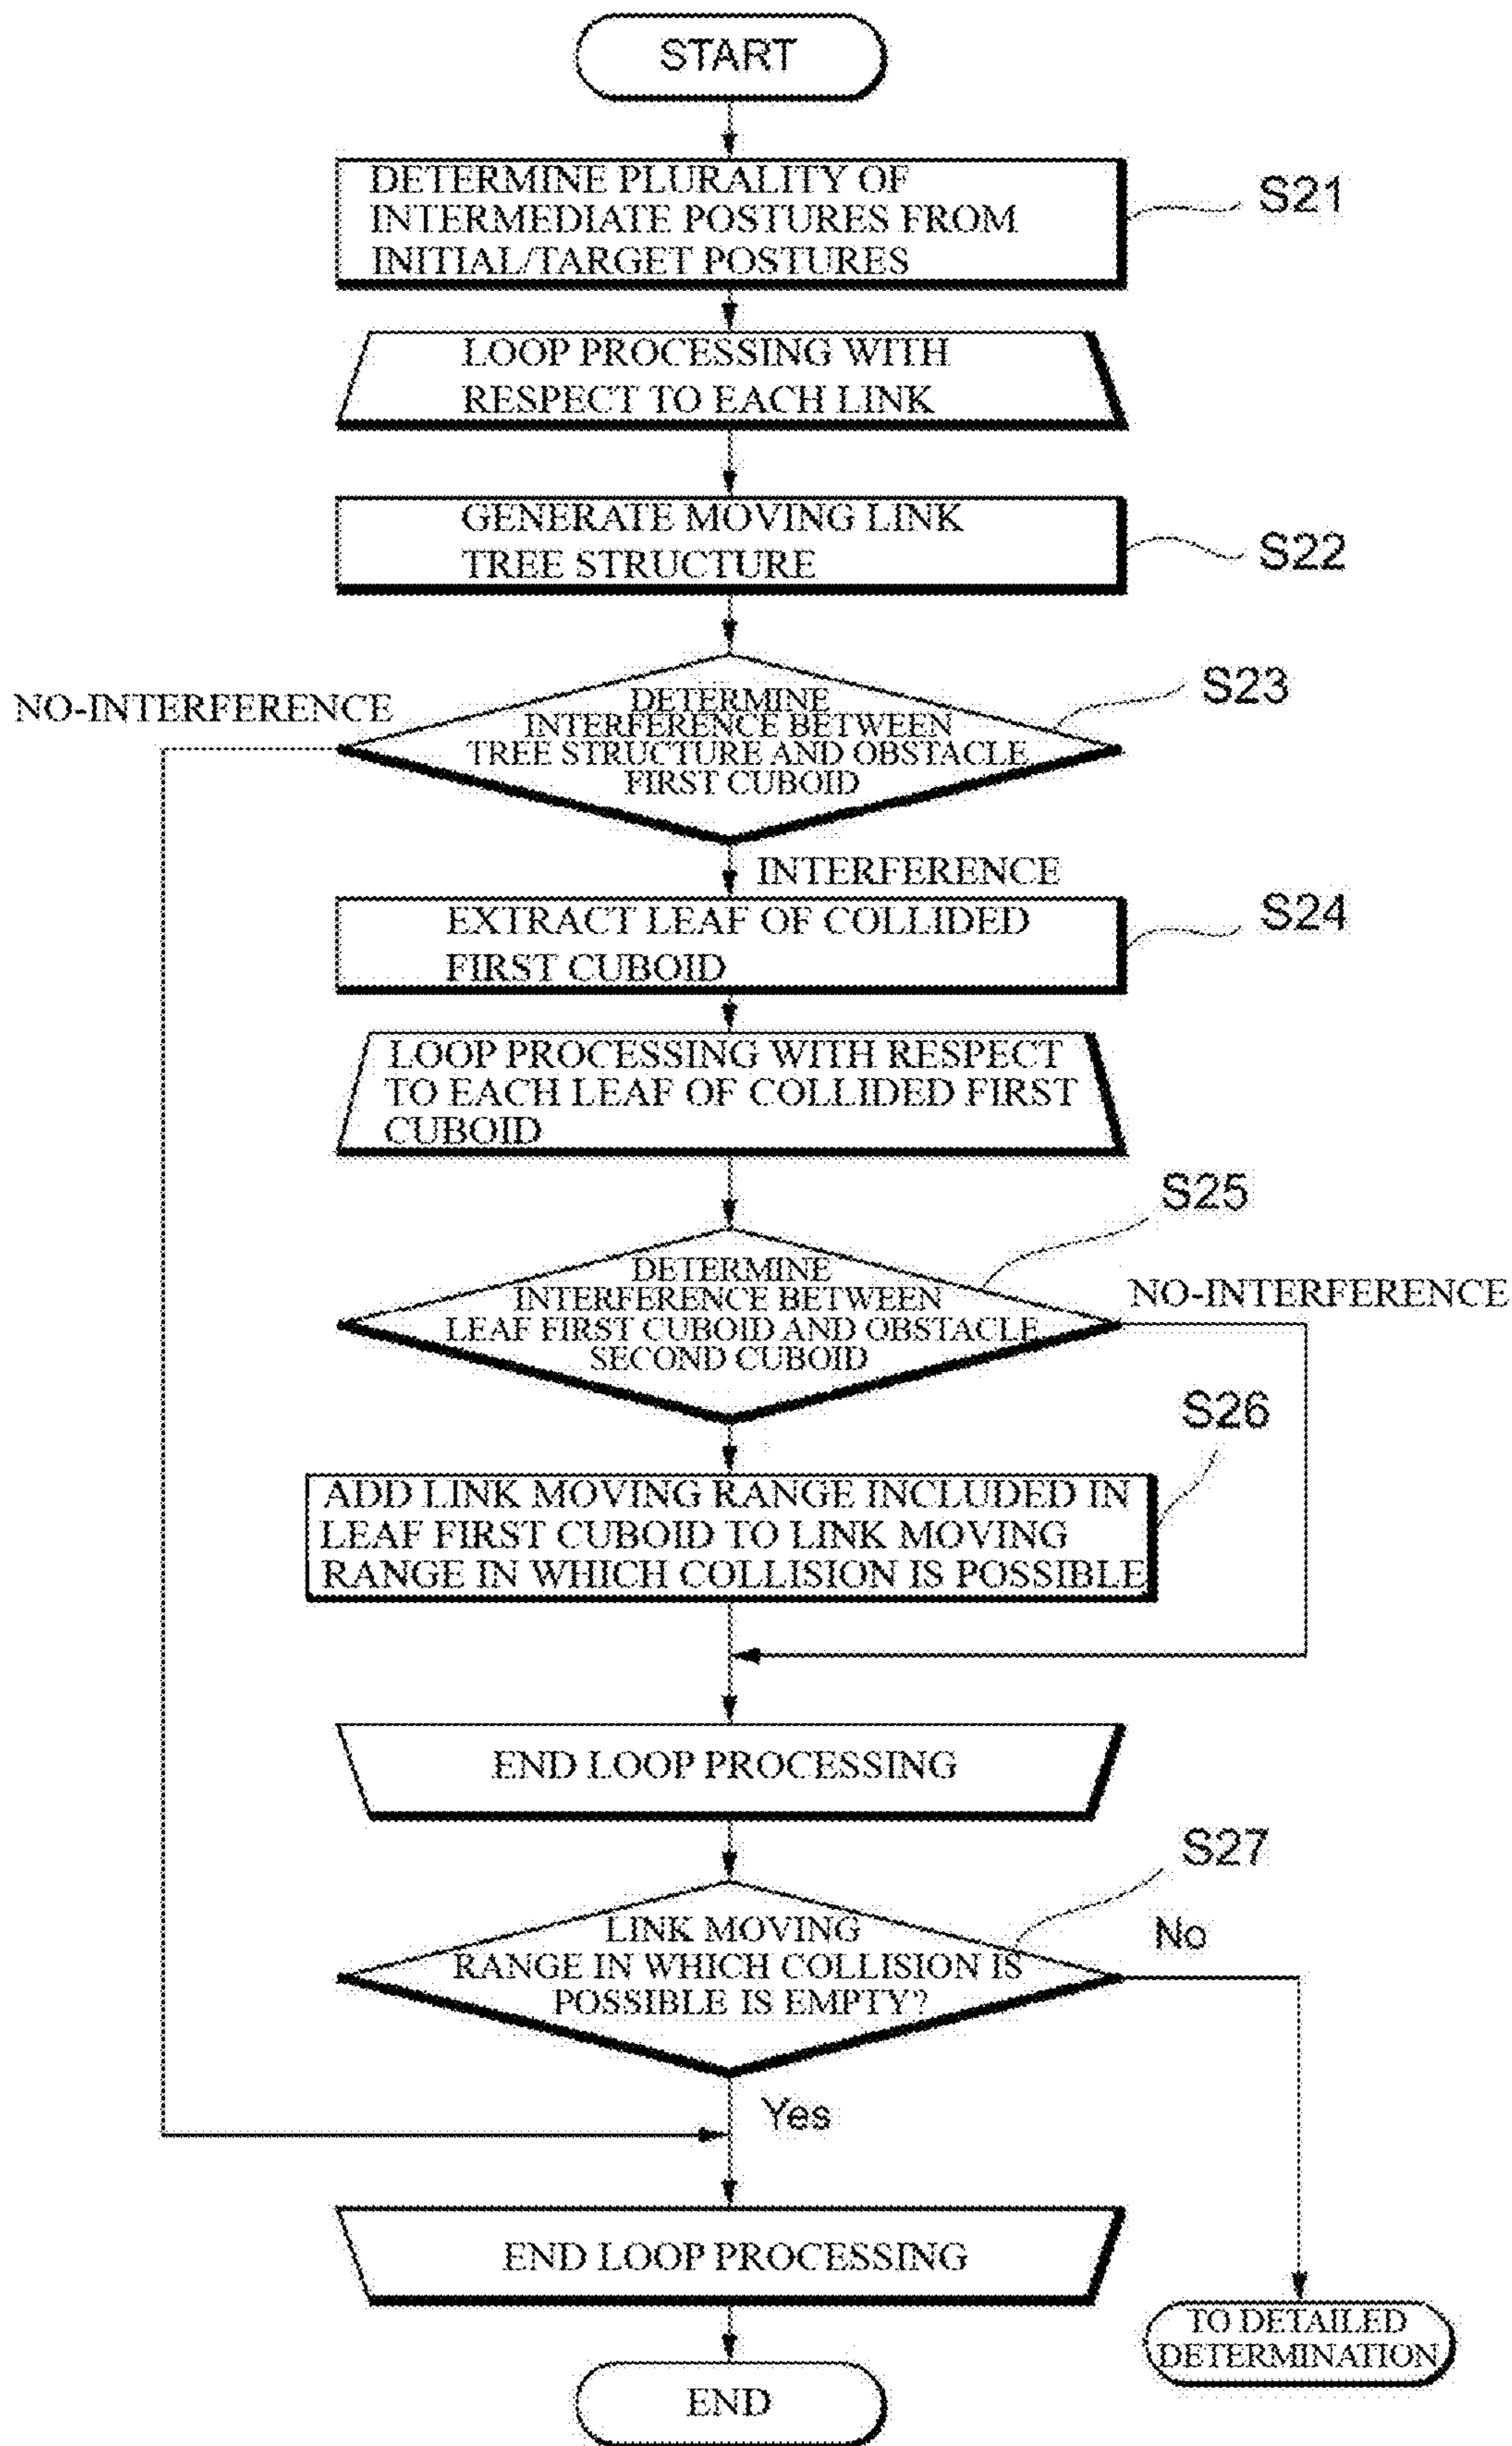 START
DETERMINE PLURALITY OF
INTERMEDIATE POSTURES FROM
INITIAL/TARGET POSTURES
S21
LOOP PROCESSING WITH
RESPECT TO EACH LINK
GENERATE MOVING LINK
TREE STRUCTURE
S22
NO-INTERFERENCE
DETERMINE
INTERFERENCE BETWEEN
TREE STRUCTURE AND OBSTACLE
FIRST CUBOID
S23
INTERFERENCE
EXTRACT LEAF OF COLLIDED
FIRST CUBOID
S24
LOOP PROCESSING WITH RESPECT
TO EACH LEAF OF COLLIDED FIRST
CUBOID
S25
DETERMINE
INTERFERENCE BETWEEN
LEAF FIRST CUBOID AND OBSTACLE
SECOND CUBOID
NO-INTERFERENCE
S26
ADD LINK MOVING RANGE INCLUDED IN
LEAF FIRST CUBOID TO LINK MOVING
RANGE IN WHICH COLLISION IS POSSIBLE
END LOOP PROCESSING
S27
LINK MOVING
RANGE IN WHICH COLLISION IS
POSSIBLE IS EMPTY?
No
Yes
END LOOP PROCESSING
TO DETAILED
DETERMINATION
END